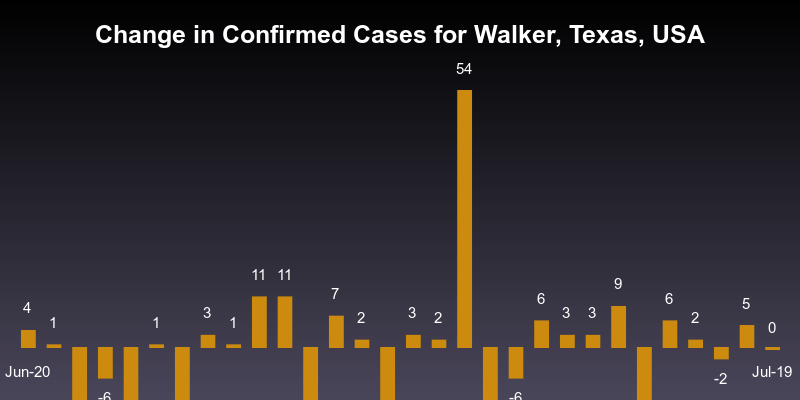 Change in Confirmed Cases for Walker, Texas, USA
54
11 11
9
4 7 6 6 5
1 1 3 1 2 3 2 3 3 2 0
Jun-20 -2 Jul-19
-6 -6